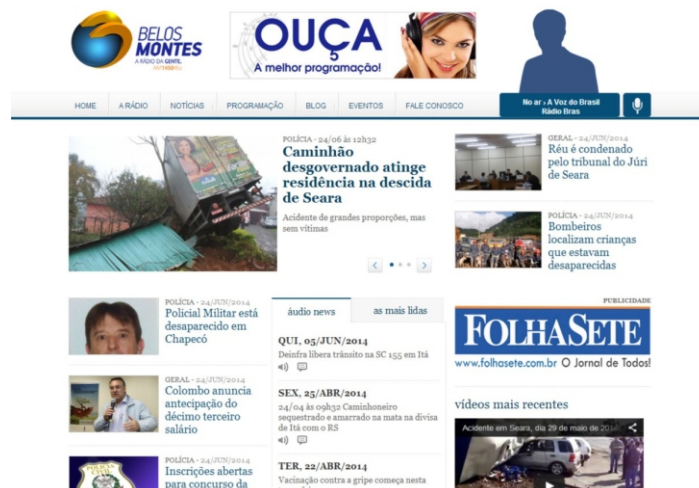 BELOS
MONTES
A RÁDIO DA GENTE.
OUÇA
A melhor programação!
HOME
A RÁDIO
NOTÍCIAS
PROGRAMAÇÃO
BLOG
EVENTOS
FALE CONOSCO
No ar › A Voz do Brasil
Rádio Bras
POLÍCIA - 24/06 às 12h32
Caminhão
desgovernado atinge
residência na descida
de Seara
Acidente de grandes proporções, mas
sem vítimas
GERAL - 24/JUN/2014
Réu é condenado
pelo tribunal do Júri
de Seara
POLÍCIA - 24/JUN/2014
Bombeiros
localizam crianças
que estavam
desaparecidas
POLÍCIA - 24/JUN/2014
Policial Militar está
desaparecido em
Chapecó
GERAL - 24/JUN/2014
Colombo anuncia
antecipação do
décimo terceiro
salário
POLÍCIA - 24/JUN/2014
Inscrições abertas
para concurso da
áudio news
as mais lidas
QUI, 05/JUN/2014
Deinfra libera trânsito na SC 155 em Itá
SEX, 25/ABR/2014
24/04 às 09h32 Caminhoneiro
sequestrado e amarrado na mata na divisa
de Itá com o RS
TER, 22/ABR/2014
Vacinação contra a gripe começa nesta
PUBLICIDADE
FOLHASETE
www.folhasete.com.br O Jornal de Todos!
vídeos mais recentes
Acidente em Seara, dia 29 de maio de 2014